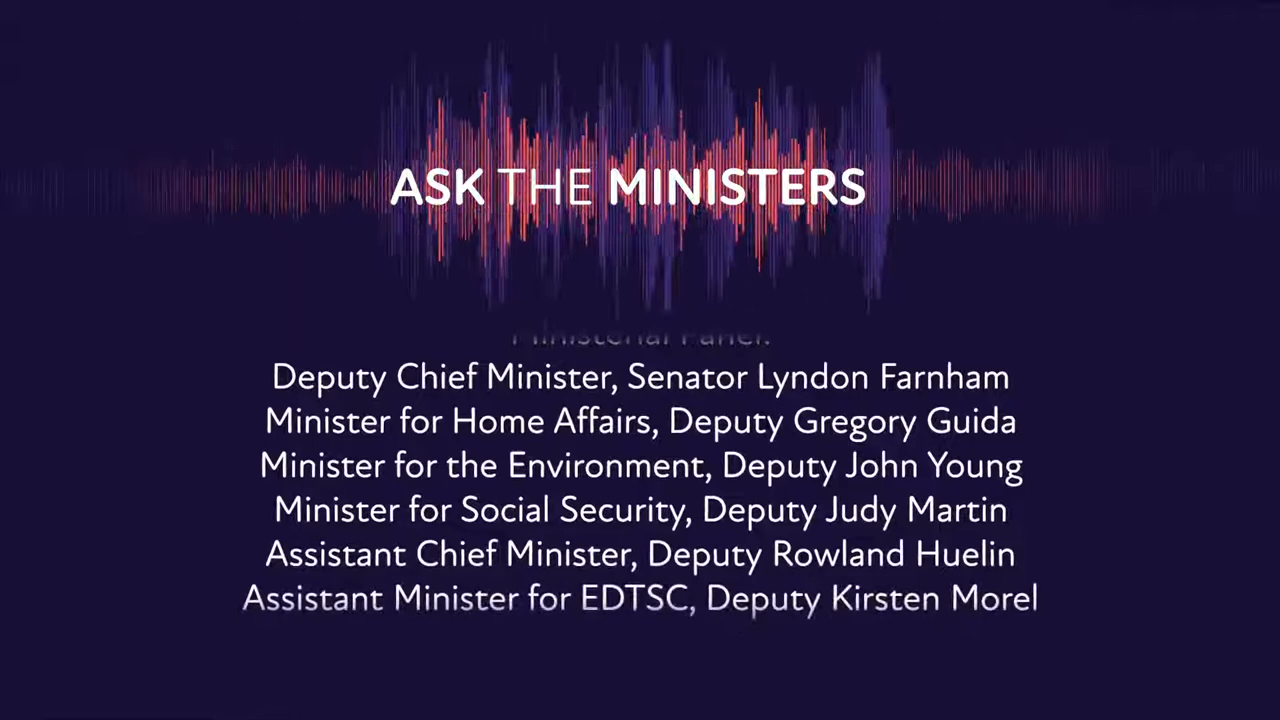 ASK THE MINISTERS
Ministerial Panel:
Deputy Chief Minister, Senator Lyndon Farnham
Minister for Home Affairs, Deputy Gregory Guida
Minister for the Environment, Deputy John Young
Minister for Social Security, Deputy Judy Martin
Assistant Chief Minister, Deputy Rowland Huelin
Assistant Minister for EDTSC, Deputy Kirsten Morel